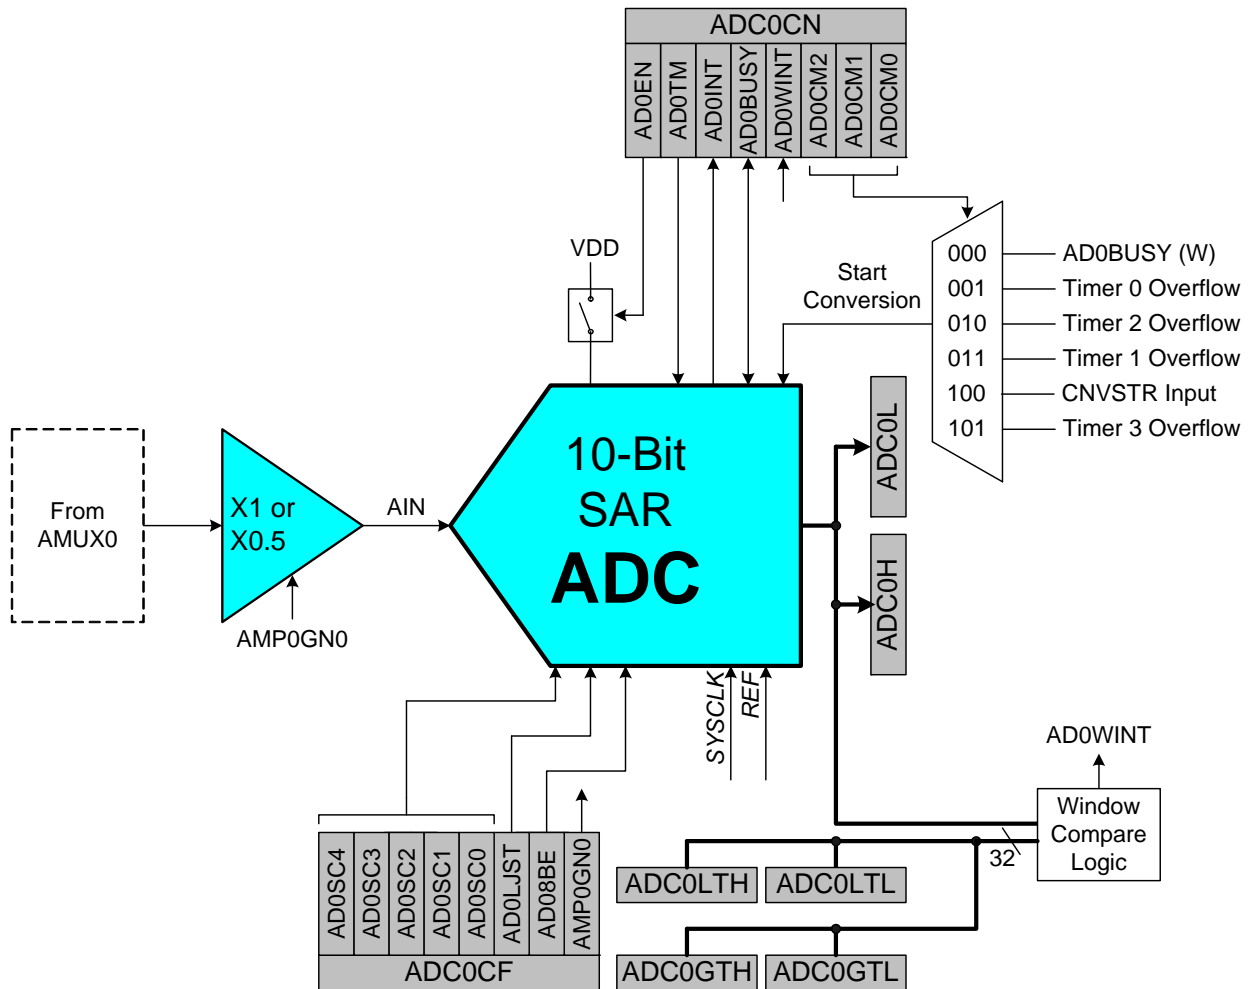 ADC0CN
AD0EN
AD0TM
AD0INT
AD0BUSY
AD0WINT
AD0CM2
AD0CM1
AD0CM0
VDD
Start
Conversion
000
AD0BUSY (W)
001
Timer 0 Overflow
010
Timer 2 Overflow
011
Timer 1 Overflow
100
CNVSTR Input
101
Timer 3 Overflow
From
AMUX0
X1 or
X0.5
AIN
AMP0GN0
10-Bit
SAR
ADC
ADC0L
ADC0H
SYSCLK
REF
AD0WINT
Window
Compare
Logic
32
AD0SC4
AD0SC3
AD0SC2
AD0SC1
AD0SC0
AD0LJST
AD08BE
AMP0GN0
ADC0CF
ADC0LTH
ADC0LTL
ADC0GTH
ADC0GTL